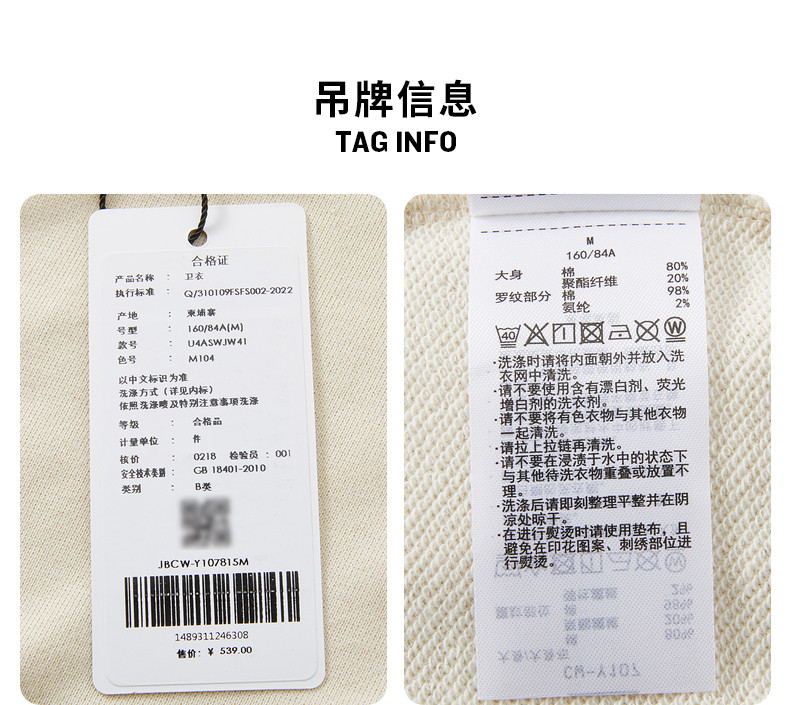 吊牌信息
TAG INFO
合格证
产品名称 : 卫衣
执行标准 : Q/310109FSFS002-2022
产地 : 柬埔寨
号型 : 160/84A(M)
款号 : U4ASWJW41
色号 : M104
以中文标识为准
洗涤方式（详见内标）
依照洗涤唛及特别注意事项洗涤
等级 : 合格品
计量单位 : 件
核价 : 0218 检验员 : 001
安全技术类别 : GB 18401-2010
类别 : B类
JBCW-Y107815M
1489311246308
售价: ¥ 539.00
M
160/84A
大身 棉 80%
聚酯纤维 20%
罗纹部分 棉 98%
氨纶 2%
40 W
·洗涤时请将内面朝外并放入洗
衣网中清洗。
·请不要使用含有漂白剂、荧光
增白剂的洗衣剂。
·请不要将有色衣物与其他衣物
一起清洗。
·请拉上拉链再清洗。
·请不要在浸渍于水中的状态下
与其他待洗衣物重叠或放置不
理。
·洗涤后请即刻整理平整并在阴
凉处晾干。
·在进行熨烫时请使用垫布，且
避免在印花图案、刺绣部位进
行熨烫。